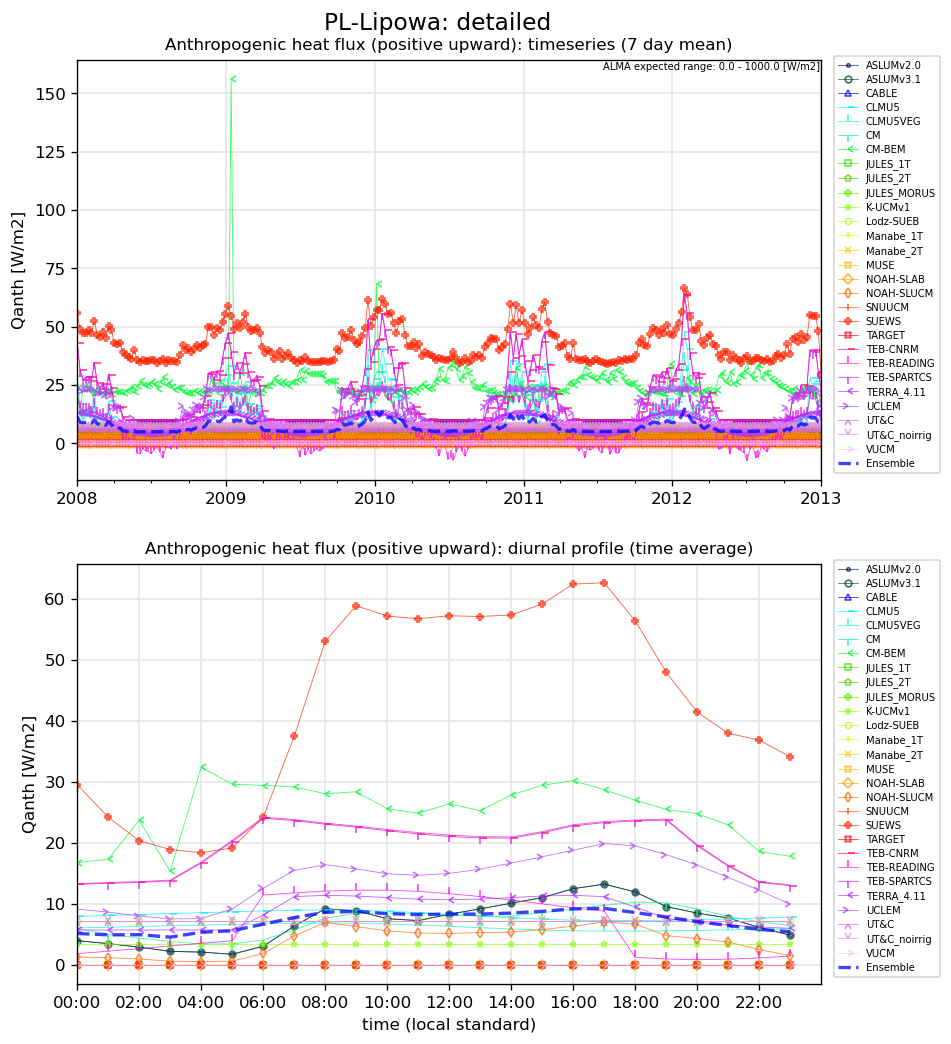 PL-Lipowa: detailed
Anthropogenic heat flux (positive upward): timeseries (7 day mean)
ALMA expected range: 0.0 - 1000.0 [W/m2]
Qanth [W/m2]
150
125
100
75
50
25
0
2008 2009 2010 2011 2012 2013
ASLUMv2.0
ASLUMv3.1
CABLE
CLMU5
CLMU5VEG
CM
CM-BEM
JULES_1T
JULES_2T
JULES_MORUS
K-UCMv1
Lodz-SUEB
Manabe_1T
Manabe_2T
MUSE
NOAH-SLAB
NOAH-SLUCM
SNUUCM
SUEWS
TARGET
TEB-CNRM
TEB-READING
TEB-SPARTCS
TERRA_4.11
UCLEM
UT&C
UT&C_noirrig
VUCM
Ensemble
Anthropogenic heat flux (positive upward): diurnal profile (time average)
Qanth [W/m2]
60
50
40
30
20
10
0
00:00 02:00 04:00 06:00 08:00 10:00 12:00 14:00 16:00 18:00 20:00 22:00
time (local standard)
ASLUMv2.0
ASLUMv3.1
CABLE
CLMU5
CLMU5VEG
CM
CM-BEM
JULES_1T
JULES_2T
JULES_MORUS
K-UCMv1
Lodz-SUEB
Manabe_1T
Manabe_2T
MUSE
NOAH-SLAB
NOAH-SLUCM
SNUUCM
SUEWS
TARGET
TEB-CNRM
TEB-READING
TEB-SPARTCS
TERRA_4.11
UCLEM
UT&C
UT&C_noirrig
VUCM
Ensemble